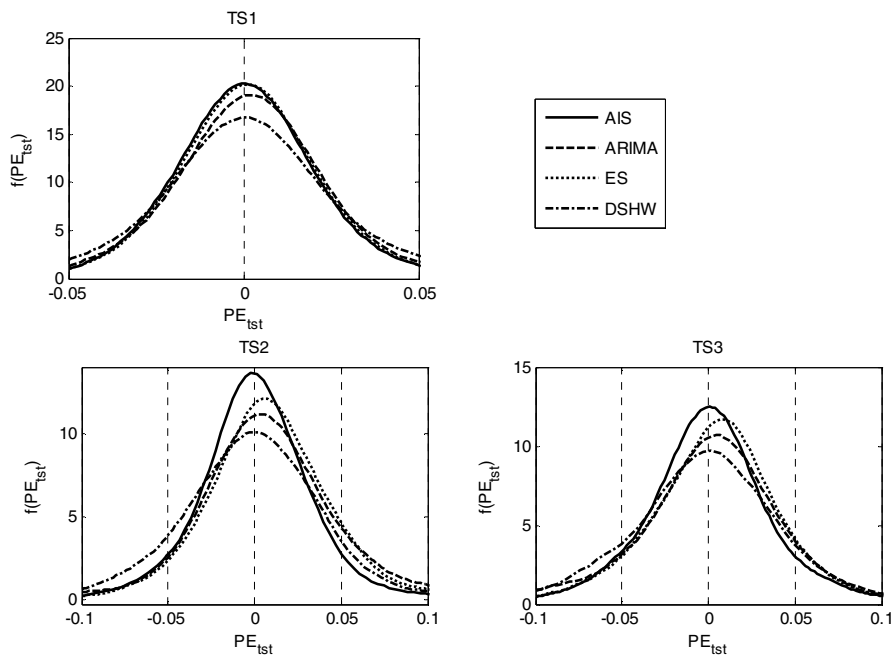 TS1
25
20
15
10
5
0
f(PE_tst)
-0.05
0
0.05
PE_tst
AIS
ARIMA
ES
DSHW
TS2
10
5
0
f(PE_tst)
-0.1
-0.05
0
0.05
0.1
PE_tst
TS3
15
10
5
0
f(PE_tst)
-0.1
-0.05
0
0.05
0.1
PE_tst